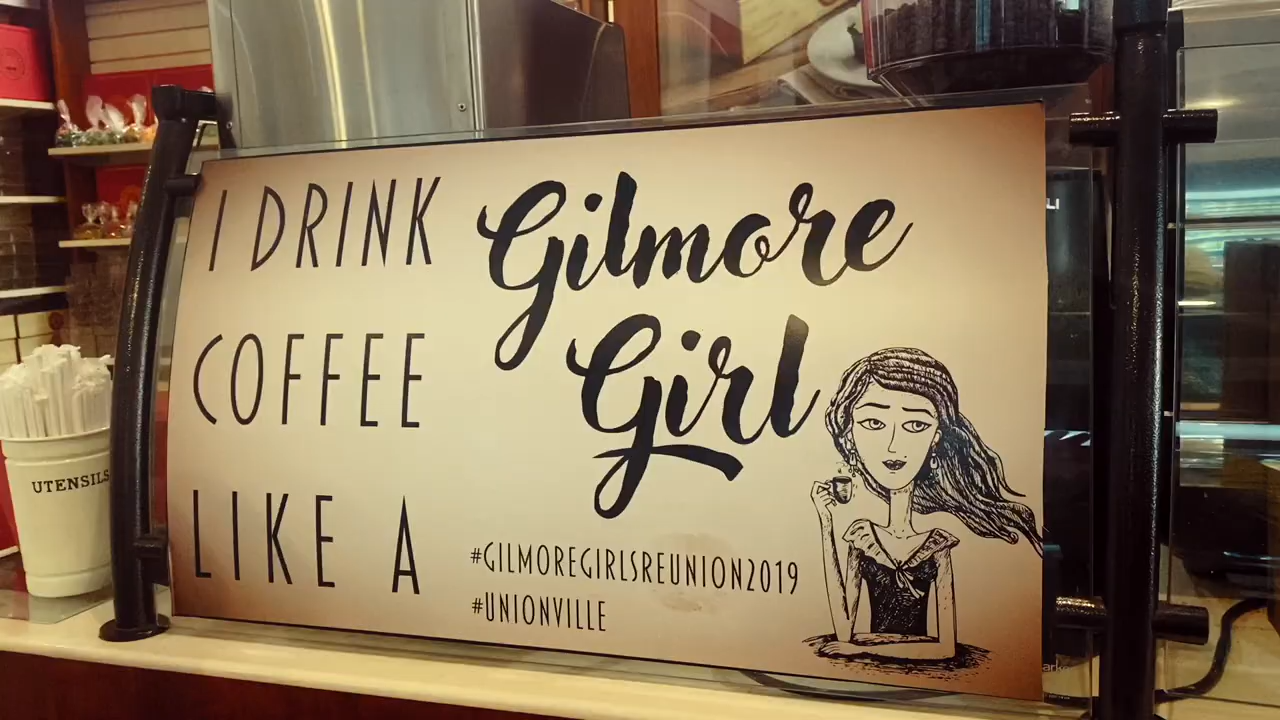 I DRINK
COFFEE
LIKE A
Gilmore
Girl
#GILMOREGIRLSREUNION2019
#UNIONVILLE
UTENSILS